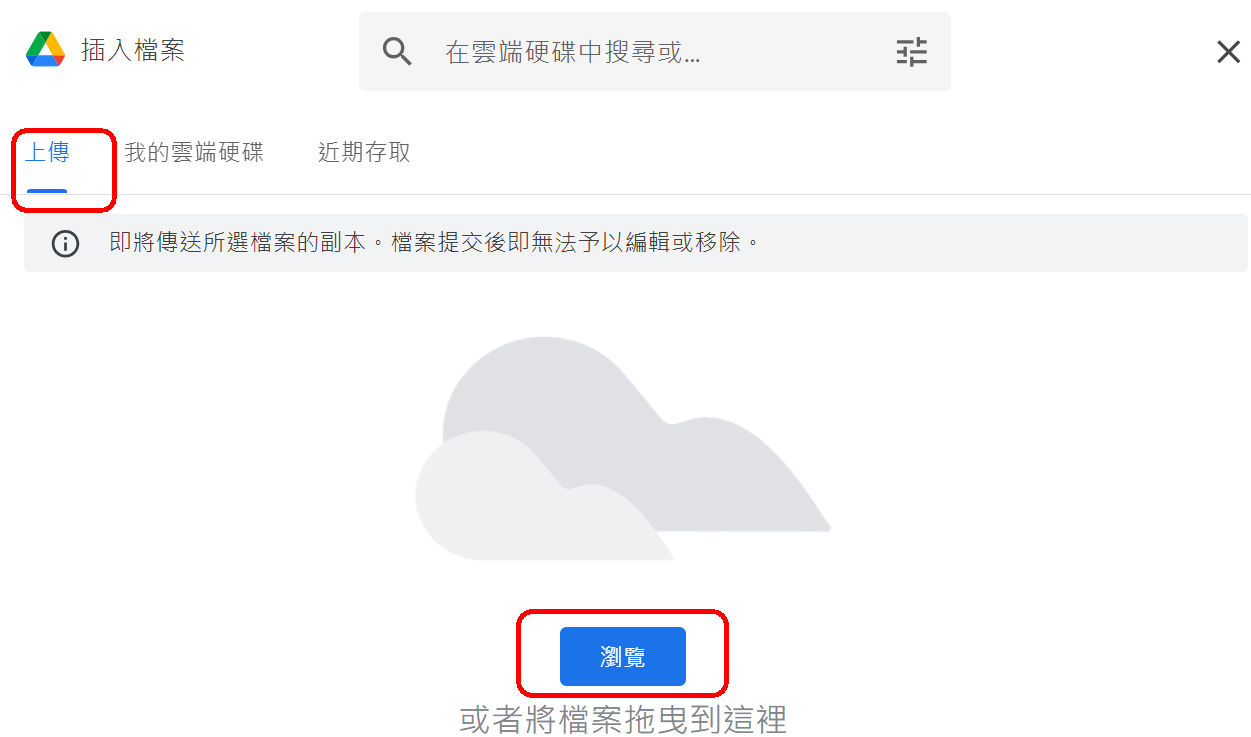 插入檔案
在雲端硬碟中搜尋或...
上傳 我的雲端硬碟 近期存取
即將傳送所選檔案的副本。檔案提交後即無法予以編輯或移除。
瀏覽
或者將檔案拖曳到這裡